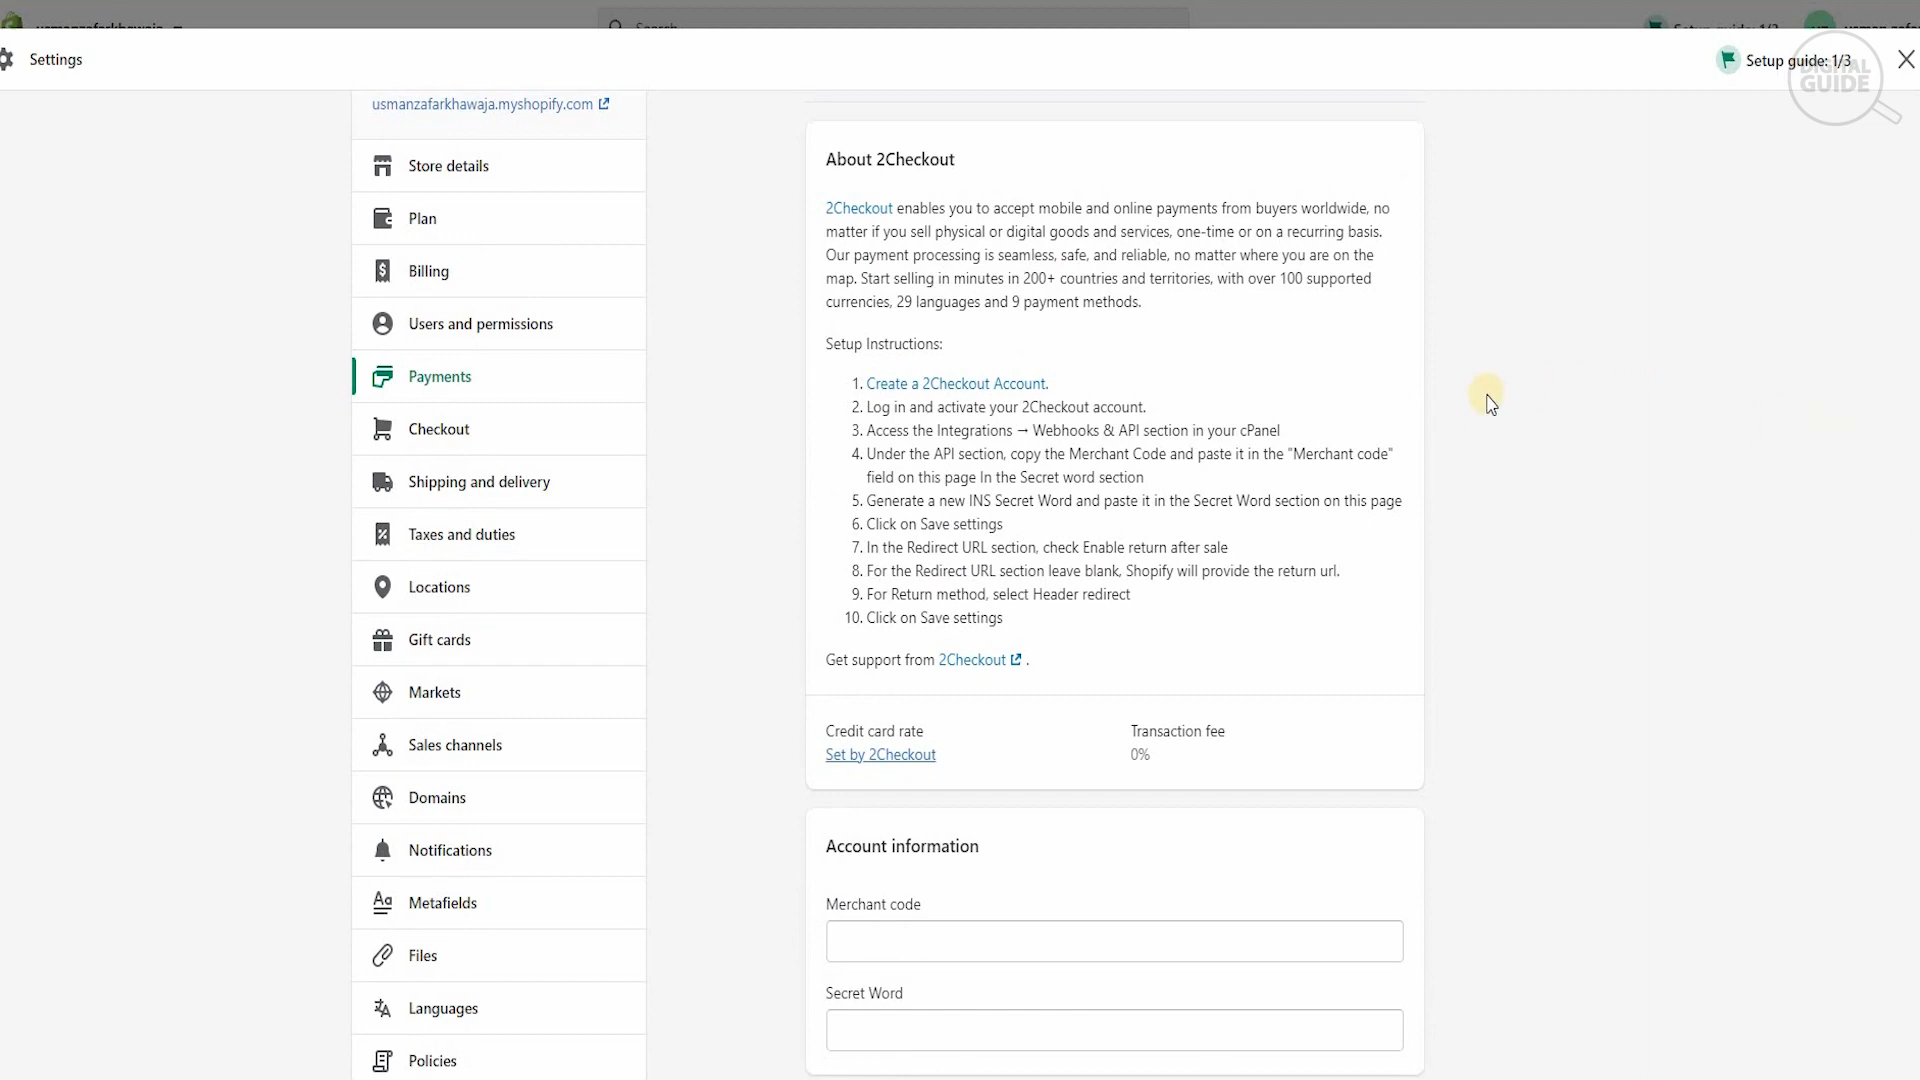 Settings
Setup guide: 1/3
DIGITAL
GUIDE
usmanzafarkhawaja.myshopify.com
Store details
Plan
Billing
Users and permissions
Payments
Checkout
Shipping and delivery
Taxes and duties
Locations
Gift cards
Markets
Sales channels
Domains
Notifications
Metafields
Files
Languages
Policies
About 2Checkout
2Checkout enables you to accept mobile and online payments from buyers worldwide, no
matter if you sell physical or digital goods and services, one-time or on a recurring basis.
Our payment processing is seamless, safe, and reliable, no matter where you are on the
map. Start selling in minutes in 200+ countries and territories, with over 100 supported
currencies, 29 languages and 9 payment methods.
Setup Instructions:
1. Create a 2Checkout Account.
2. Log in and activate your 2Checkout account.
3. Access the Integrations → Webhooks & API section in your cPanel
4. Under the API section, copy the Merchant Code and paste it in the "Merchant code"
field on this page In the Secret word section
5. Generate a new INS Secret Word and paste it in the Secret Word section on this page
6. Click on Save settings
7. In the Redirect URL section, check Enable return after sale
8. For the Redirect URL section leave blank, Shopify will provide the return url.
9. For Return method, select Header redirect
10. Click on Save settings
Get support from 2Checkout .
Credit card rate
Set by 2Checkout
Transaction fee
0%
Account information
Merchant code
Secret Word